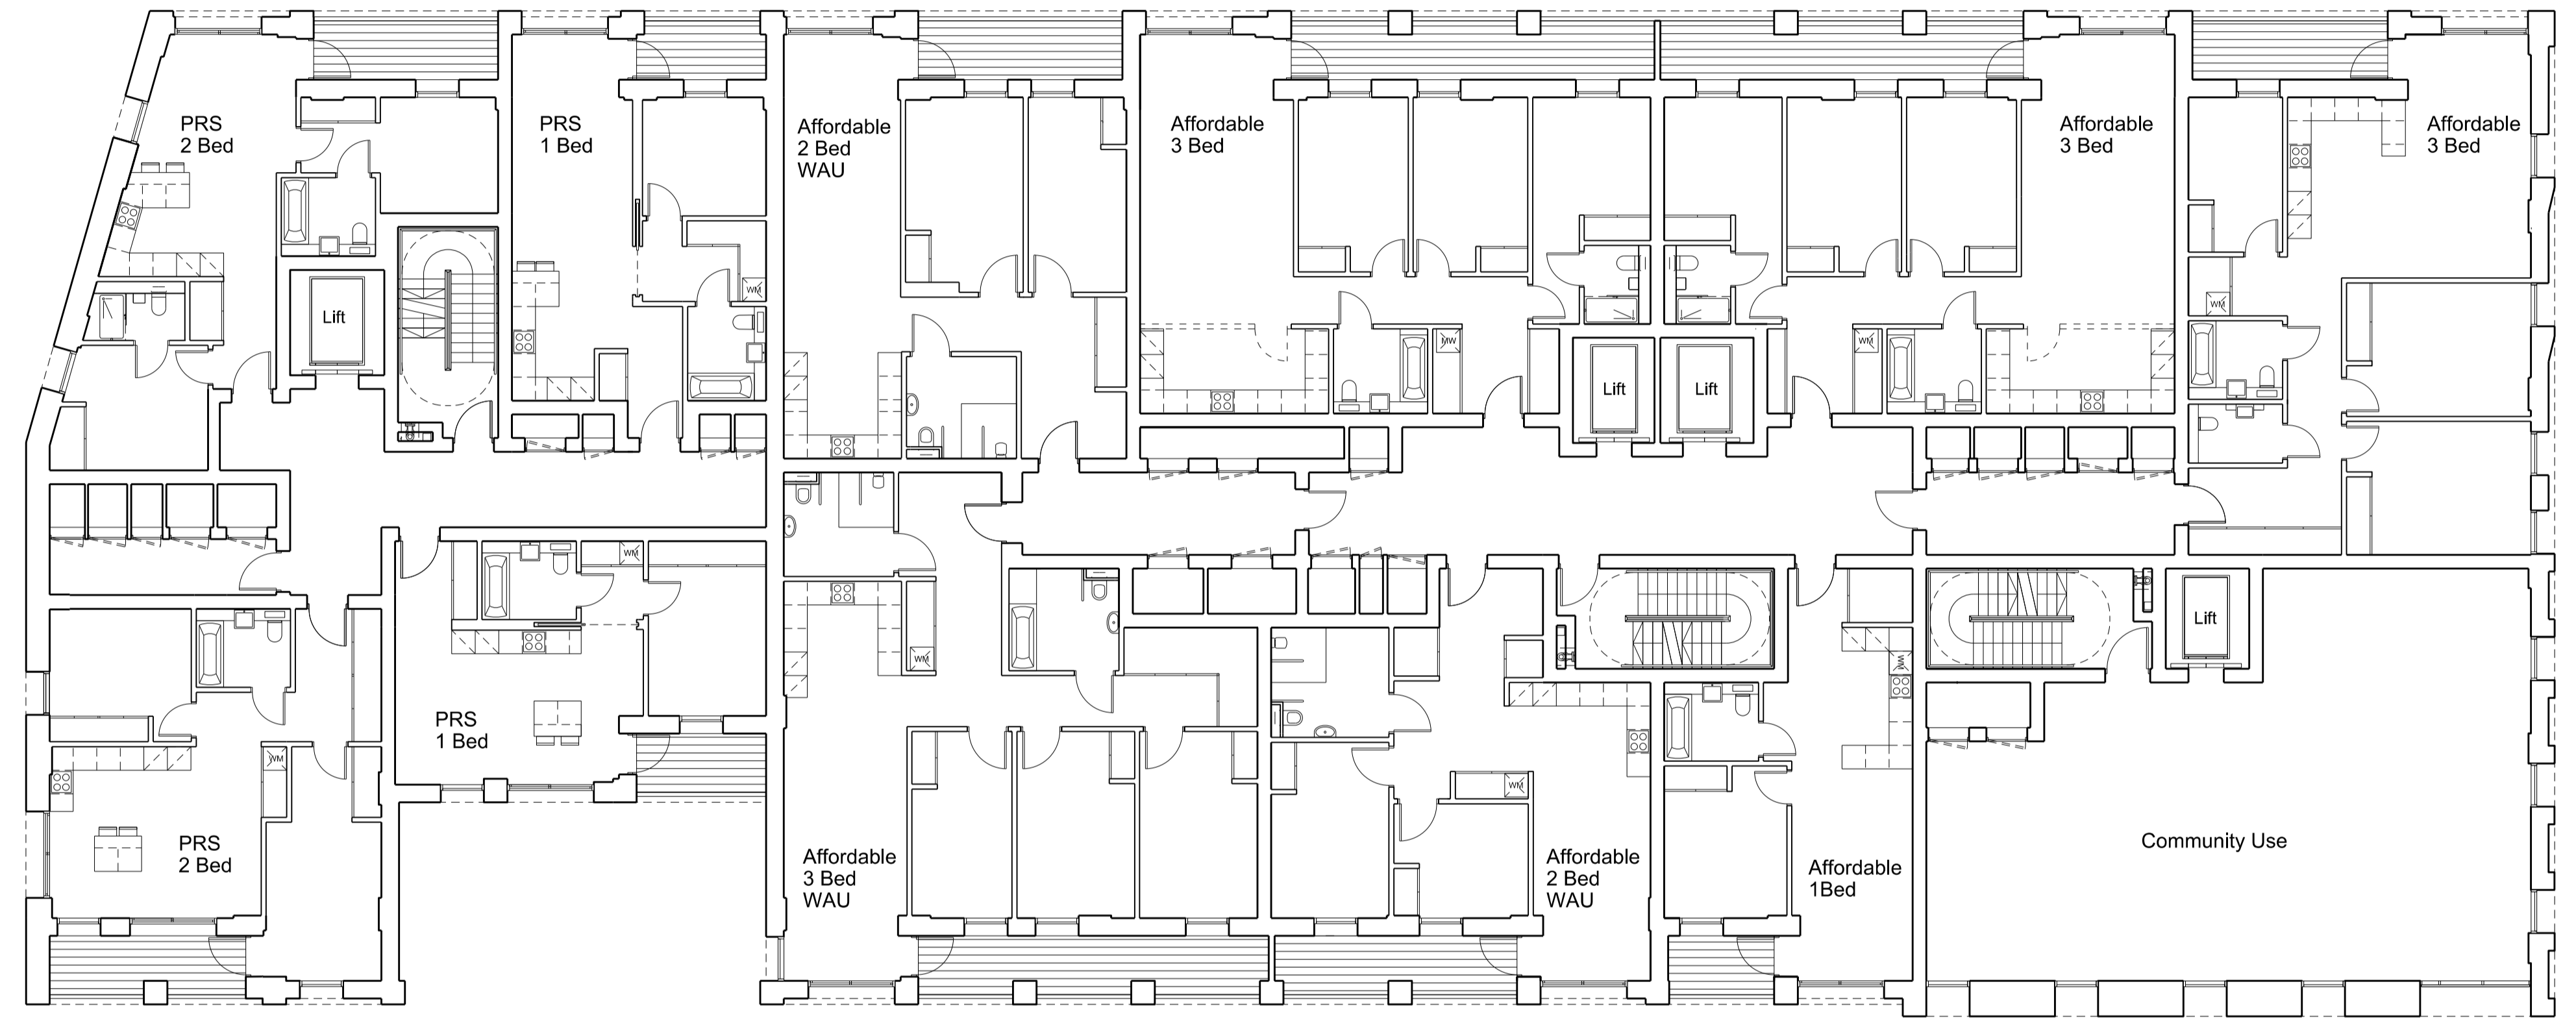 PRS
2 Bed
PRS
1 Bed
Affordable
2 Bed
WAU
Affordable
3 Bed
Affordable
3 Bed
Affordable
3 Bed
WM
WM
Lift
MW
WM
Lift
Lift
WM
WM
Lift
WM
WM
PRS
1 Bed
WM
WM
PRS
2 Bed
Affordable
3 Bed
WAU
Affordable
2 Bed
WAU
Affordable
1Bed
Community Use